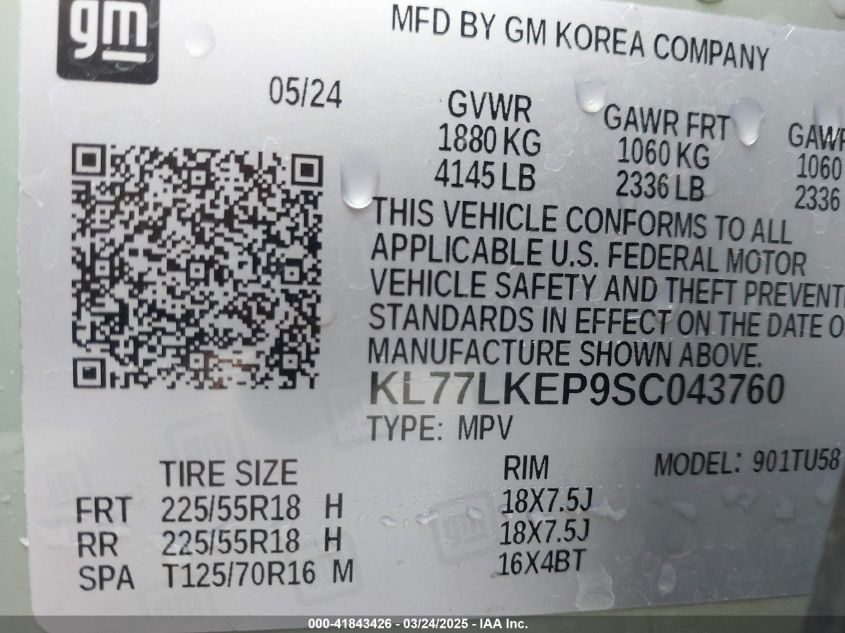 gm
MFD BY GM KOREA COMPANY
05/24
GVWR
1880 KG
4145 LB
GAWR FRT
1060 KG
2336 LB
GAWR
1060
2336
THIS VEHICLE CONFORMS TO ALL
APPLICABLE U.S. FEDERAL MOTOR
VEHICLE SAFETY AND THEFT PREVENTI
STANDARDS IN EFFECT ON THE DATE O
MANUFACTURE SHOWN ABOVE.
KL77LKEP9SC043760
TYPE: MPV
MODEL: 901TU58
TIRE SIZE RIM
FRT 225/55R18 H 18X7.5J
RR 225/55R18 H 18X7.5J
SPA T125/70R16 M 16X4BT
gm
000-41843426 - 03/24/2025 - IAA Inc.